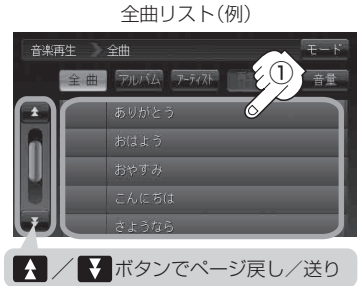 全曲リスト(例)
音楽再生 全曲 モード
全曲 アルバム アーティスト ① 音量
ありがとう
おはよう
おやすみ
こんにちは
さようなら
／ ボタンでページ戻し／送り